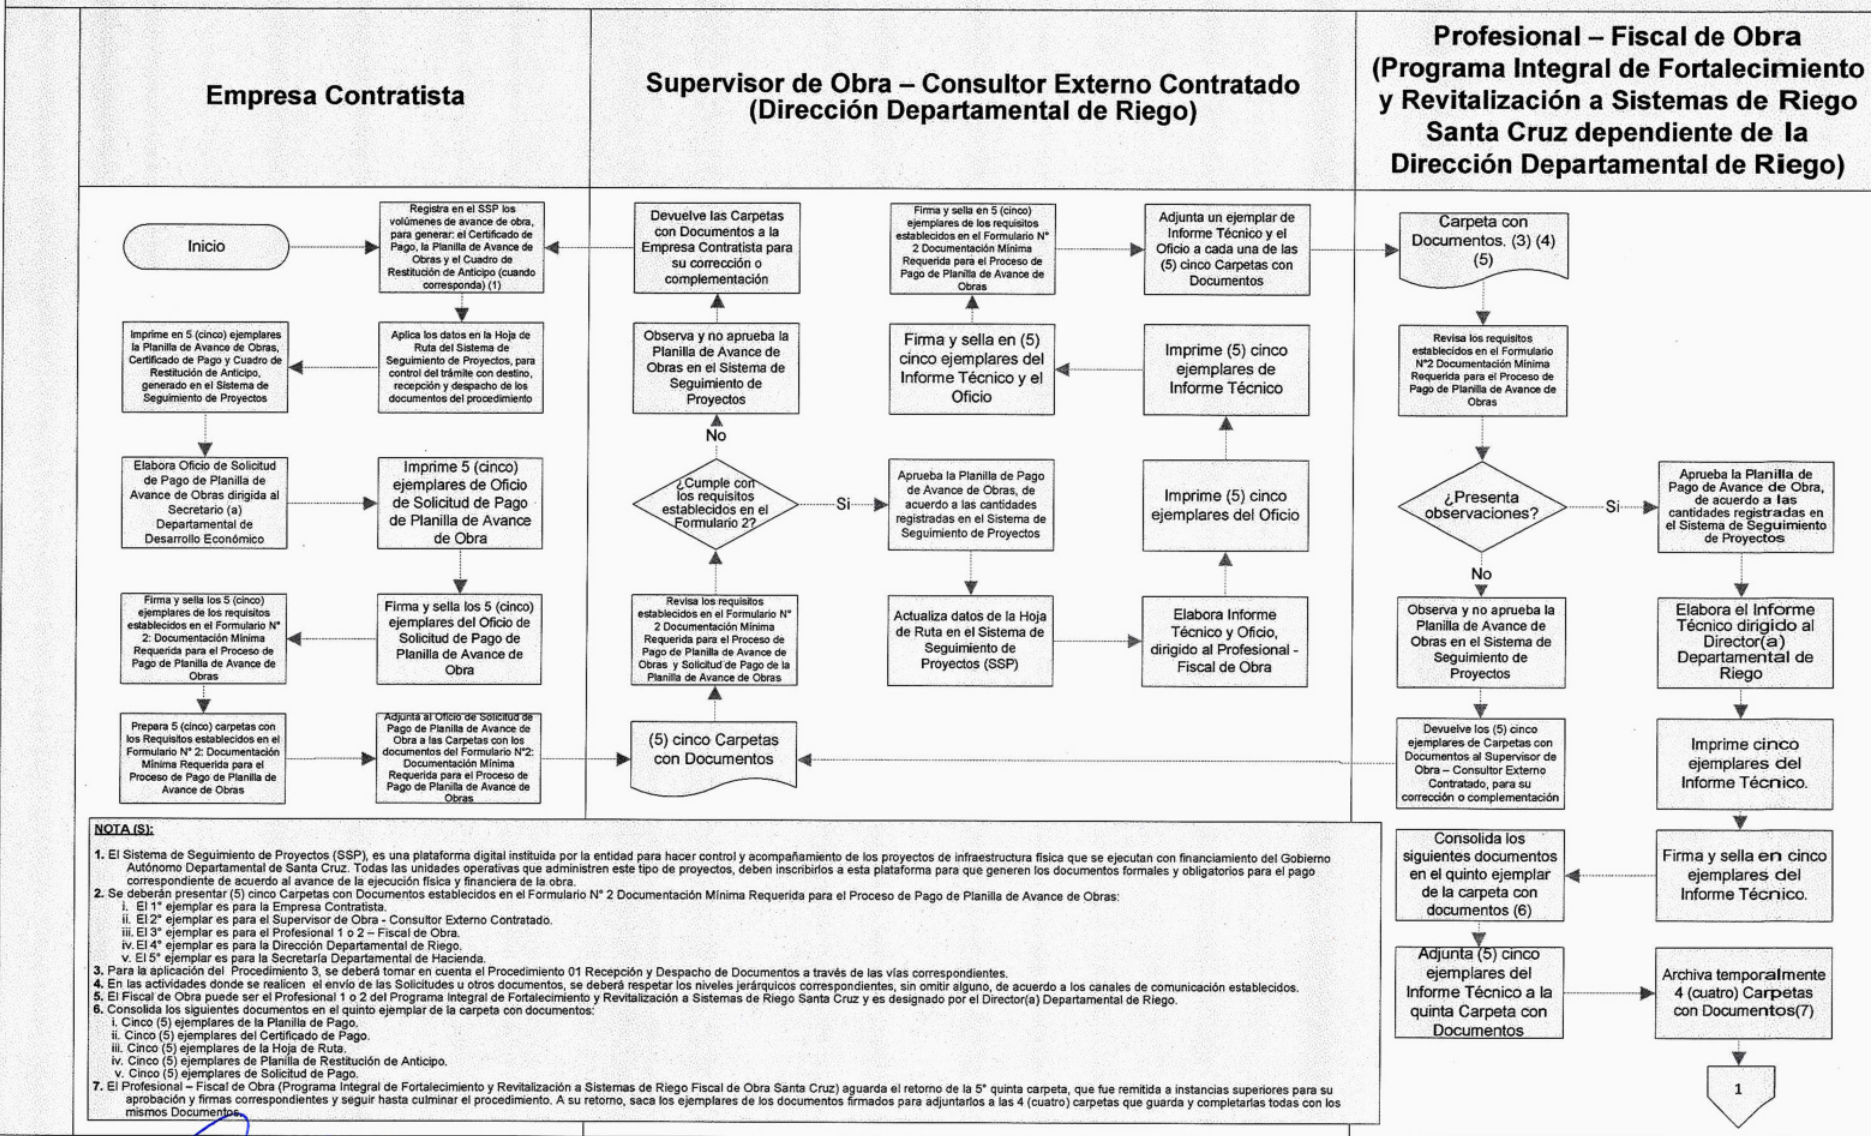 Empresa Contratista
Supervisor de Obra – Consultor Externo Contratado
(Dirección Departamental de Riego)
Profesional – Fiscal de Obra
(Programa Integral de Fortalecimiento
y Revitalización a Sistemas de Riego
Santa Cruz dependiente de la
Dirección Departamental de Riego)
Inicio
Registra en el SSP los
volúmenes de avance de obra,
para generar: el Certificado de
Pago, la Planilla de Avance de
Obras y el Cuadro de
Restitución de Anticipo (cuando
corresponda) (1)
Imprime en 5 (cinco) ejemplares
la Planilla de Avance de Obras,
Certificado de Pago y Cuadro de
Restitución de Anticipo,
generado en el Sistema de
Seguimiento de Proyectos
Aplica los datos en la Hoja de
Ruta del Sistema de
Seguimiento de Proyectos, para
control del trámite con destino,
recepción y despacho de los
documentos del procedimiento
Elabora Oficio de Solicitud
de Pago de Planilla de
Avance de Obras dirigida al
Secretario (a)
Departamental de
Desarrollo Económico
Imprime 5 (cinco)
ejemplares de Oficio
de Solicitud de Pago
de Planilla de Avance
de Obra
Firma y sella los 5 (cinco)
ejemplares de los requisitos
establecidos en el Formulario N°
2: Documentación Mínima
Requerida para el Proceso de
Pago de Planilla de Avance de
Obras
Firma y sella los 5 (cinco)
ejemplares del Oficio de
Solicitud de Pago de
Planilla de Avance de
Obra
Prepara 5 (cinco) carpetas con
los Requisitos establecidos en el
Formulario N° 2: Documentación
Mínima Requerida para el
Proceso de Pago de Planilla de
Avance de Obras
Adjunta al Oficio de Solicitud de
Pago de Planilla de Avance de
Obra a las Carpetas con los
documentos del Formulario N°2:
Documentación Mínima
Requerida para el Proceso de
Pago de Planilla de Avance de
Obras
Devuelve las Carpetas
con Documentos a la
Empresa Contratista para
su corrección o
complementación
Firma y sella en 5 (cinco)
ejemplares de los requisitos
establecidos en el Formulario N°
2 Documentación Mínima
Requerida para el Proceso de
Pago de Planilla de Avance de
Obras
Adjunta un ejemplar de
Informe Técnico y el
Oficio a cada una de las
(5) cinco Carpetas con
Documentos
Observa y no aprueba la
Planilla de Avance de
Obras en el Sistema de
Seguimiento de
Proyectos
Firma y sella en (5)
cinco ejemplares del
Informe Técnico y el
Oficio
Imprime (5) cinco
ejemplares de
Informe Técnico
No
¿Cumple con
los requisitos
establecidos en el
Formulario 2?
Si
Aprueba la Planilla de Pago
de Avance de Obras, de
acuerdo a las cantidades
registradas en el Sistema de
Seguimiento de Proyectos
Imprime (5) cinco
ejemplares del Oficio
Revisa los requisitos
establecidos en el Formulario N°
2 Documentación Mínima
Requerida para el Proceso de
Pago de Planilla de Avance de
Obras y Solicitud de Pago de la
Planilla de Avance de Obras
Actualiza datos de la Hoja
de Ruta en el Sistema de
Seguimiento de
Proyectos (SSP)
Elabora Informe
Técnico y Oficio,
dirigido al Profesional -
Fiscal de Obra
(5) cinco Carpetas
con Documentos
Carpeta con
Documentos. (3) (4)
(5)
Revisa los requisitos
establecidos en el Formulario
N°2 Documentación Mínima
Requerida para el Proceso de
Pago de Planilla de Avance de
Obras
¿Presenta
observaciones?
Si
Aprueba la Planilla de
Pago de Avance de Obra,
de acuerdo a las
cantidades registradas en
el Sistema de Seguimiento
de Proyectos
No
Observa y no aprueba la
Planilla de Avance de
Obras en el Sistema de
Seguimiento de
Proyectos
Elabora el Informe
Técnico dirigido al
Director(a)
Departamental de
Riego
Devuelve los (5) cinco
ejemplares de Carpetas con
Documentos al Supervisor de
Obra – Consultor Externo
Contratado, para su
corrección o complementación
Imprime cinco
ejemplares del
Informe Técnico.
Consolida los
siguientes documentos
en el quinto ejemplar
de la carpeta con
documentos (6)
Firma y sella en cinco
ejemplares del
Informe Técnico.
Adjunta (5) cinco
ejemplares del
Informe Técnico a la
quinta Carpeta con
Documentos
Archiva temporalmente
4 (cuatro) Carpetas
con Documentos(7)
1
NOTA (S):
1. El Sistema de Seguimiento de Proyectos (SSP), es una plataforma digital instituida por la entidad para hacer control y acompañamiento de los proyectos de infraestructura física que se ejecutan con financiamiento del Gobierno
Autónomo Departamental de Santa Cruz. Todas las unidades operativas que administren este tipo de proyectos, deben inscribirlos a esta plataforma para que generen los documentos formales y obligatorios para el pago
correspondiente de acuerdo al avance de la ejecución física y financiera de la obra.
2. Se deberán presentar (5) cinco Carpetas con Documentos establecidos en el Formulario N° 2 Documentación Mínima Requerida para el Proceso de Pago de Planilla de Avance de Obras:
i. El 1° ejemplar es para la Empresa Contratista.
ii. El 2° ejemplar es para el Supervisor de Obra - Consultor Externo Contratado.
iii. El 3° ejemplar es para el Profesional 1 o 2 – Fiscal de Obra.
iv. El 4° ejemplar es para la Dirección Departamental de Riego.
v. El 5° ejemplar es para la Secretaría Departamental de Hacienda.
3. Para la aplicación del Procedimiento 3, se deberá tomar en cuenta el Procedimiento 01 Recepción y Despacho de Documentos a través de las vías correspondientes.
4. En las actividades donde se realicen el envío de las Solicitudes u otros documentos, se deberá respetar los niveles jerárquicos correspondientes, sin omitir alguno, de acuerdo a los canales de comunicación establecidos.
5. El Fiscal de Obra puede ser el Profesional 1 o 2 del Programa Integral de Fortalecimiento y Revitalización a Sistemas de Riego Santa Cruz y es designado por el Director(a) Departamental de Riego.
6. Consolida los siguientes documentos en el quinto ejemplar de la carpeta con documentos:
i. Cinco (5) ejemplares de la Planilla de Pago.
ii. Cinco (5) ejemplares del Certificado de Pago.
iii. Cinco (5) ejemplares de la Hoja de Ruta.
iv. Cinco (5) ejemplares de Planilla de Restitución de Anticipo.
v. Cinco (5) ejemplares de Solicitud de Pago.
7. El Profesional – Fiscal de Obra (Programa Integral de Fortalecimiento y Revitalización a Sistemas de Riego Fiscal de Obra Santa Cruz) aguarda el retorno de la 5° quinta carpeta, que fue remitida a instancias superiores para su
aprobación y firmas correspondientes y seguir hasta culminar el procedimiento. A su retorno, saca los ejemplares de los documentos firmados para adjuntarlos a las 4 (cuatro) carpetas que guarda y completarlas todas con los
mismos Documentos.